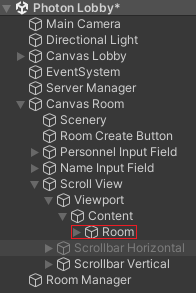 Photon Lobby*
Main Camera
Directional Light
Canvas Lobby
EventSystem
Server Manager
Canvas Room
Scenery
Room Create Button
Personnel Input Field
Name Input Field
Scroll View
Viewport
Content
Room
Scrollbar Horizontal
Scrollbar Vertical
Room Manager